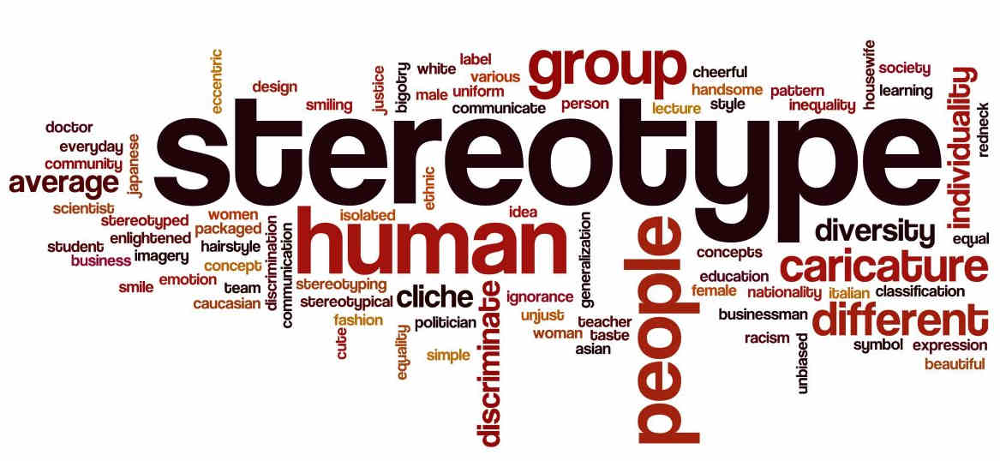 eccentric
design
smiling
justice
bigotry
white
label
various
male
uniform
communicate
person
group
cheerful
handsome
lecture
style
pattern
inequality
housewife
society
learning
individuality
redneck
doctor
everyday
community
japanese
average
stereotype
scientist
stereotyped
women
packaged
enlightened
student
business
imagery
hairstyle
concept
smile
emotion
team
caucasian
discrimination
communication
isolated
ethnic
idea
human
generalization
stereotyping
stereotypical
cliche
fashion
politician
cute
equality
simple
discriminate
ignorance
unjust
woman
teacher
taste
asian
people
diversity
equal
concepts
caricature
education
female
nationality
italian
classification
businessman
different
racism
unbiased
symbol
expression
beautiful